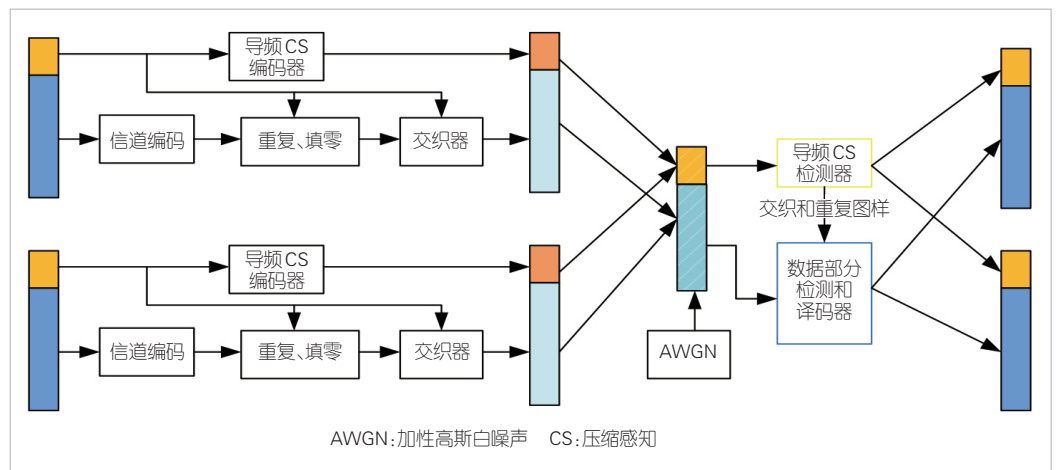 导频CS
编码器
信道编码
重复、填零
交织器
导频CS
编码器
信道编码
重复、填零
交织器
导频CS
检测器
交织和重复图样
数据部分
检测和
译码器
AWGN
AWGN:加性高斯白噪声 CS:压缩感知